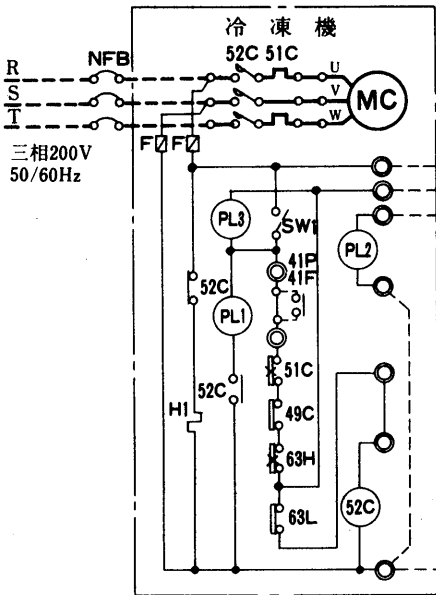 冷凍機
NFB
52C 51C
R
S
T
U
V
W
MC
三相200V
50/60Hz
F
F
PL3
SW1
PL2
41P
41F
52C
PL1
51C
52C
49C
H1
63H
63L
52C